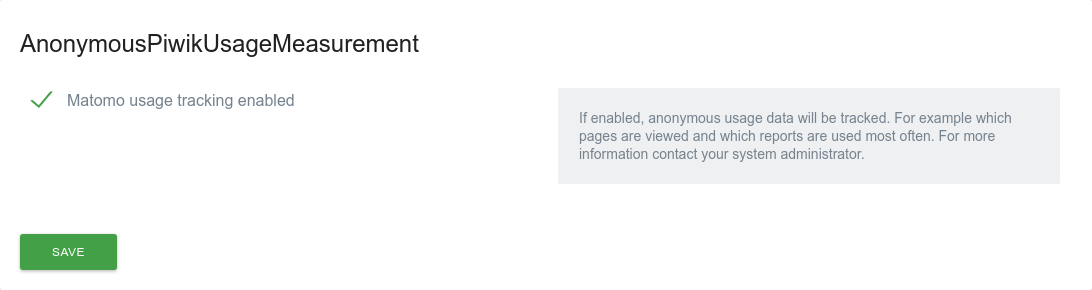 AnonymousPiwikUsageMeasurement
Matomo usage tracking enabled
If enabled, anonymous usage data will be tracked. For example which
pages are viewed and which reports are used most often. For more
information contact your system administrator.
SAVE